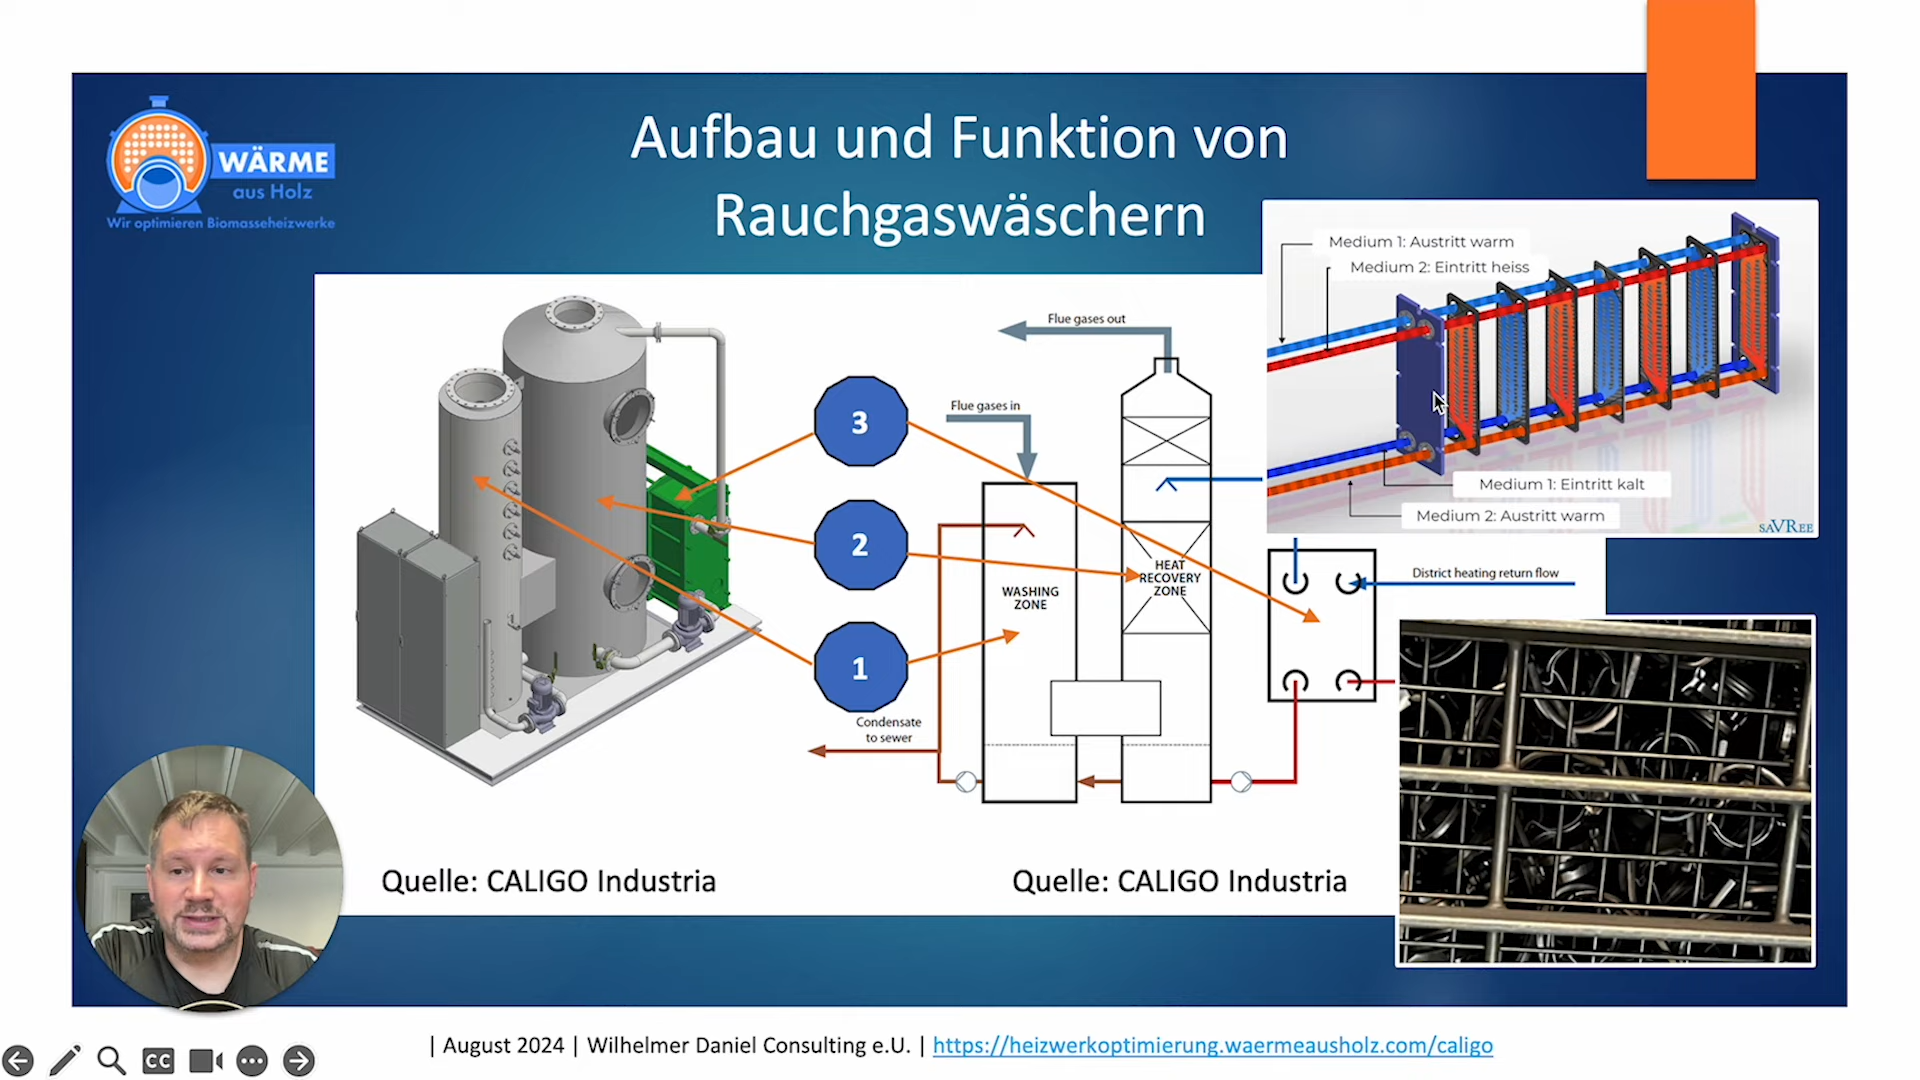 WÄRME
aus Holz
Wir optimieren Biomasseheizwerke
Aufbau und Funktion von
Rauchgaswäschern
Medium 1: Austritt warm
Medium 2: Eintritt heiss
Medium 1: Eintritt kalt
Medium 2: Austritt warm
saVRee
Flue gases out
Flue gases in
3
2
1
WASHING
ZONE
HEAT
RECOVERY
ZONE
District heating return flow
Condensate
to sewer
Quelle: CALIGO Industria
Quelle: CALIGO Industria
| August 2024 | Wilhelmer Daniel Consulting e.U. | https://heizwerkoptimierung.waermeausholz.com/caligo
CC